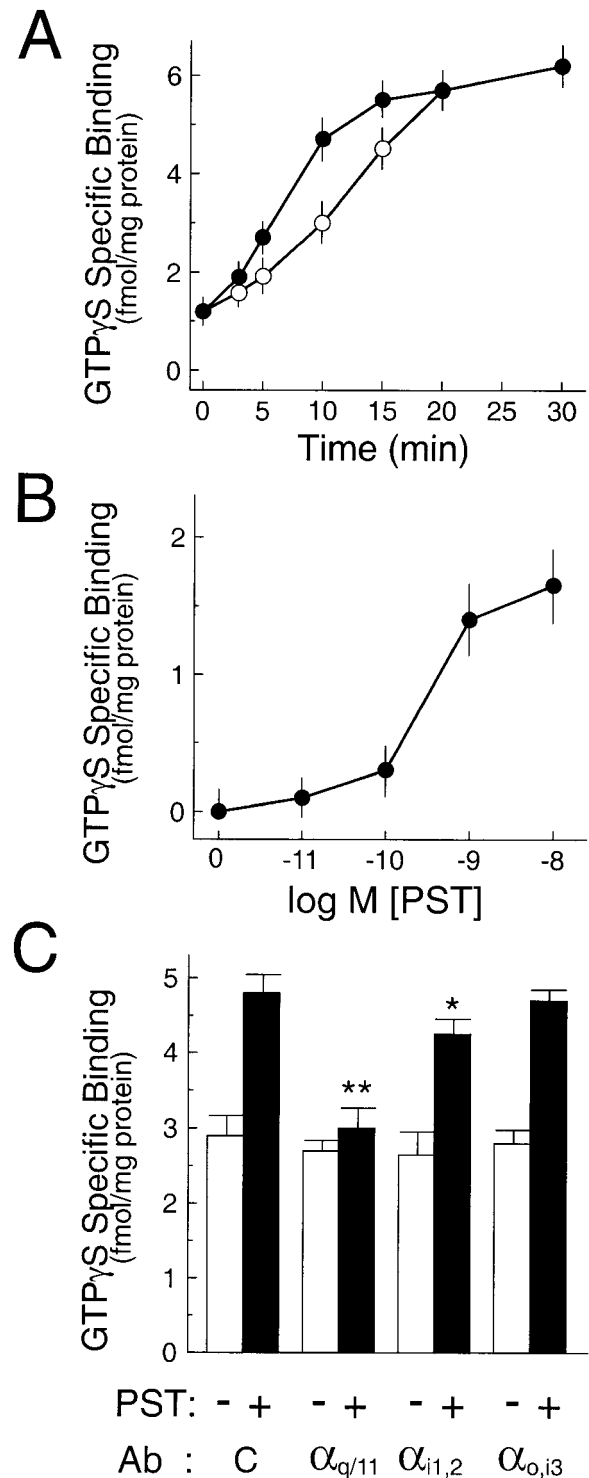 A
GTPγS Specific Binding
(fmol/mg protein)
6
4
2
0
0 5 10 15 20 25 30
Time (min)
B
GTPγS Specific Binding
(fmol/mg protein)
2
1
0
0 -11 -10 -9 -8
log M [PST]
C
GTPγS Specific Binding
(fmol/mg protein)
5
4
3
2
1
0
** *
PST: - + - + - + - +
Ab : C αq/11 αi1,2 αo,i3